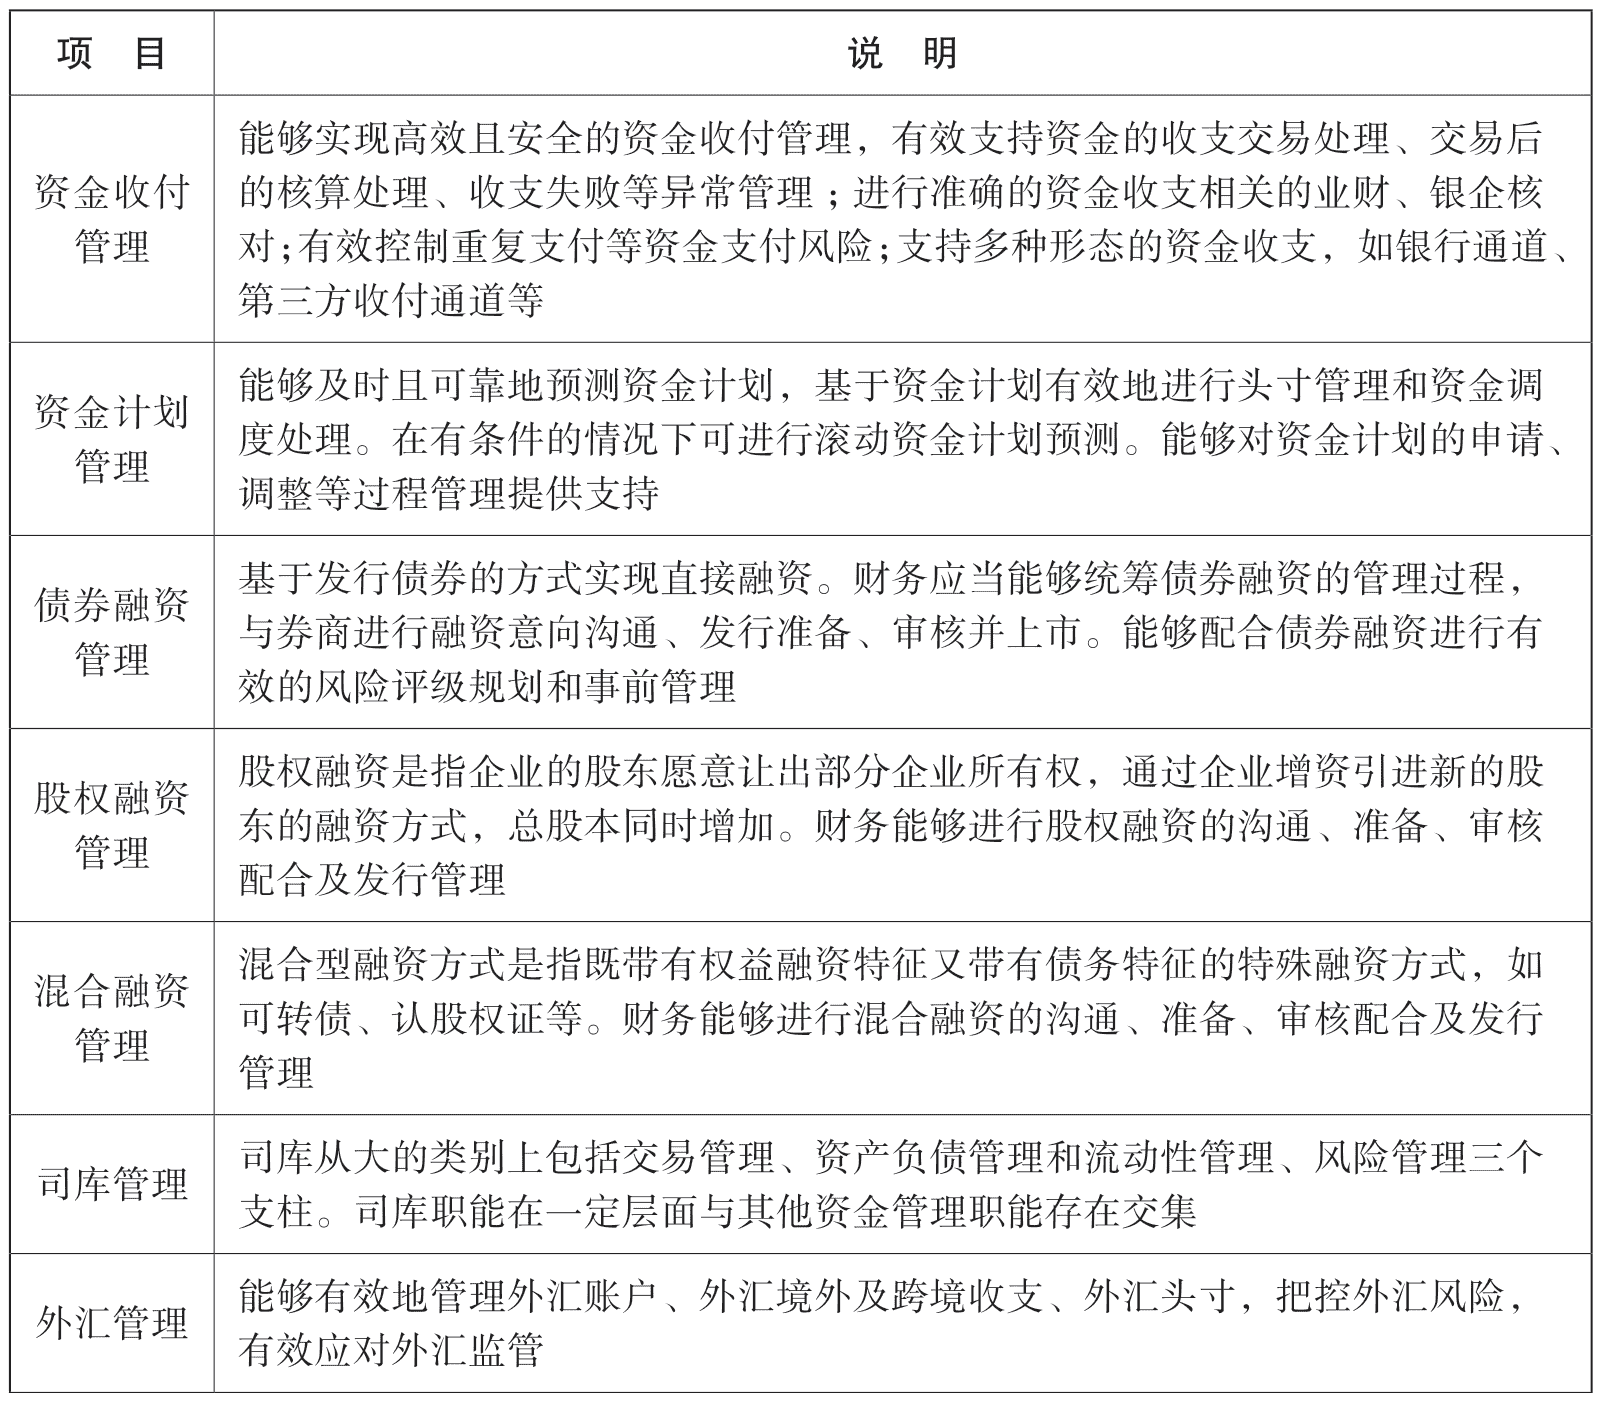 项 目
说 明
资金收付
管理
能够实现高效且安全的资金收付管理，有效支持资金的收支交易处理、交易后
的核算处理、收支失败等异常管理；进行准确的资金收支相关的业财、银企核
对；有效控制重复支付等资金支付风险；支持多种形态的资金收支，如银行通道、
第三方收付通道等
资金计划
管理
能够及时且可靠地预测资金计划，基于资金计划有效地进行头寸管理和资金调
度处理。在有条件的情况下可进行滚动资金计划预测。能够对资金计划的申请、
调整等过程管理提供支持
债券融资
管理
基于发行债券的方式实现直接融资。财务应当能够统筹债券融资的管理过程，
与券商进行融资意向沟通、发行准备、审核并上市。能够配合债券融资进行有
效的风险评级规划和事前管理
股权融资
管理
股权融资是指企业的股东愿意让出部分企业所有权，通过企业增资引进新的股
东的融资方式，总股本同时增加。财务能够进行股权融资的沟通、准备、审核
配合及发行管理
混合融资
管理
混合型融资方式是指既带有权益融资特征又带有债务特征的特殊融资方式，如
可转债、认股权证等。财务能够进行混合融资的沟通、准备、审核配合及发行
管理
司库管理
司库从大的类别上包括交易管理、资产负债管理和流动性管理、风险管理三个
支柱。司库职能在一定层面与其他资金管理职能存在交集
外汇管理
能够有效地管理外汇账户、外汇境外及跨境收支、外汇头寸，把控外汇风险，
有效应对外汇监管